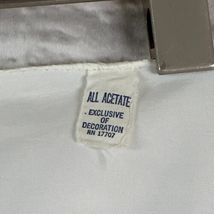 ALL ACETATE
EXCLUSIVE OF
DECORATION
RN 17707